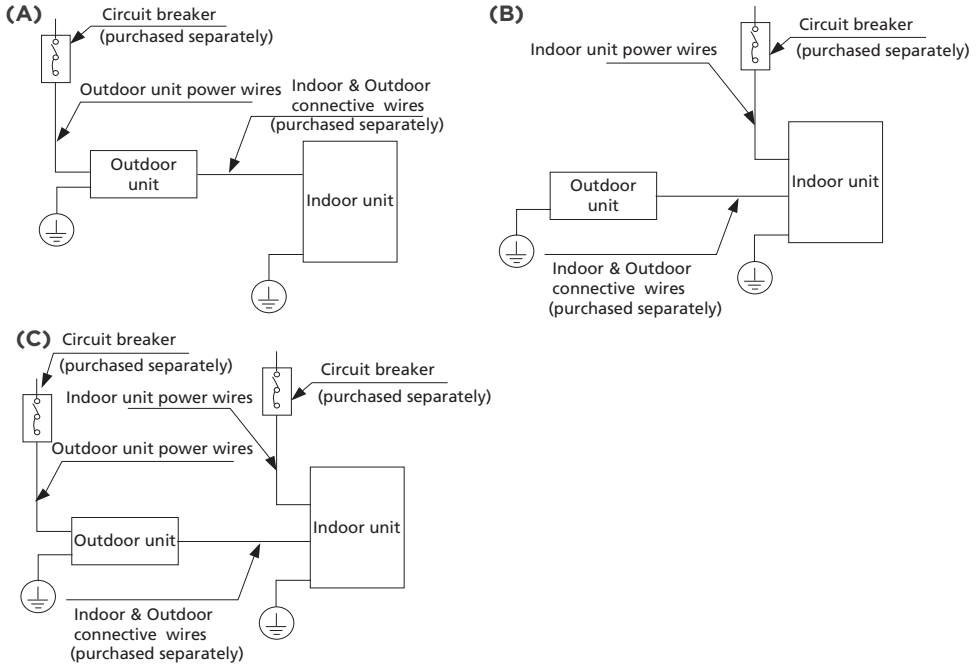 (A)
Circuit breaker
(purchased separately)
Outdoor unit power wires
Indoor & Outdoor
connective wires
(purchased separately)
Outdoor
unit
Indoor unit
(B)
Circuit breaker
(purchased separately)
Indoor unit power wires
Outdoor
unit
Indoor unit
Indoor & Outdoor
connective wires
(purchased separately)
(C)
Circuit breaker
(purchased separately)
Circuit breaker
(purchased separately)
Indoor unit power wires
Outdoor unit power wires
Outdoor unit
Indoor unit
Indoor & Outdoor
connective wires
(purchased separately)